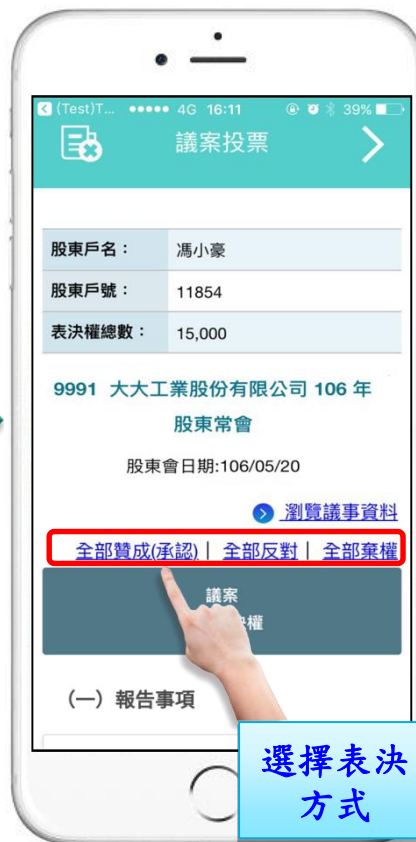 (Test)T... ●●●●● 4G 16:11 39%
議案投票
股東戶名： 馮小豪
股東戶號： 11854
表決權總數： 15,000
9991 大大工業股份有限公司 106 年
股東常會
股東會日期:106/05/20
瀏覽議事資料
全部贊成(承認)｜ 全部反對｜ 全部棄權
議案
權
（一）報告事項
選擇表決
方式